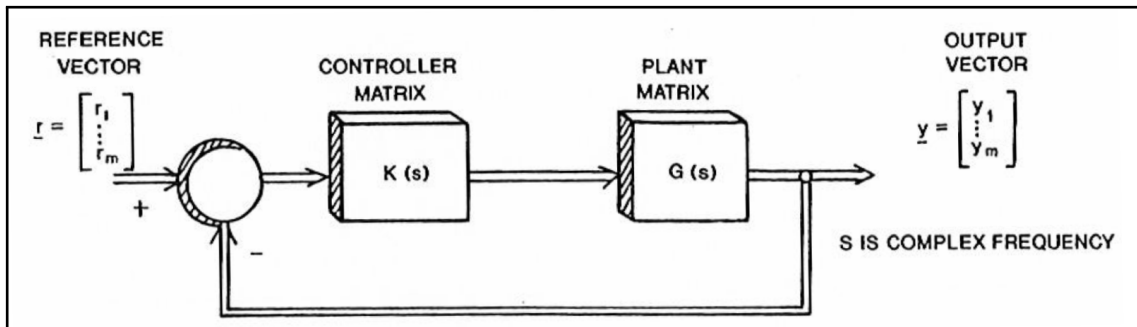 REFERENCE
VECTOR
r = [ r₁
⋮
rₘ ]
+
−
CONTROLLER
MATRIX
K (s)
PLANT
MATRIX
G (s)
OUTPUT
VECTOR
y = [ y₁
⋮
yₘ ]
S IS COMPLEX FREQUENCY